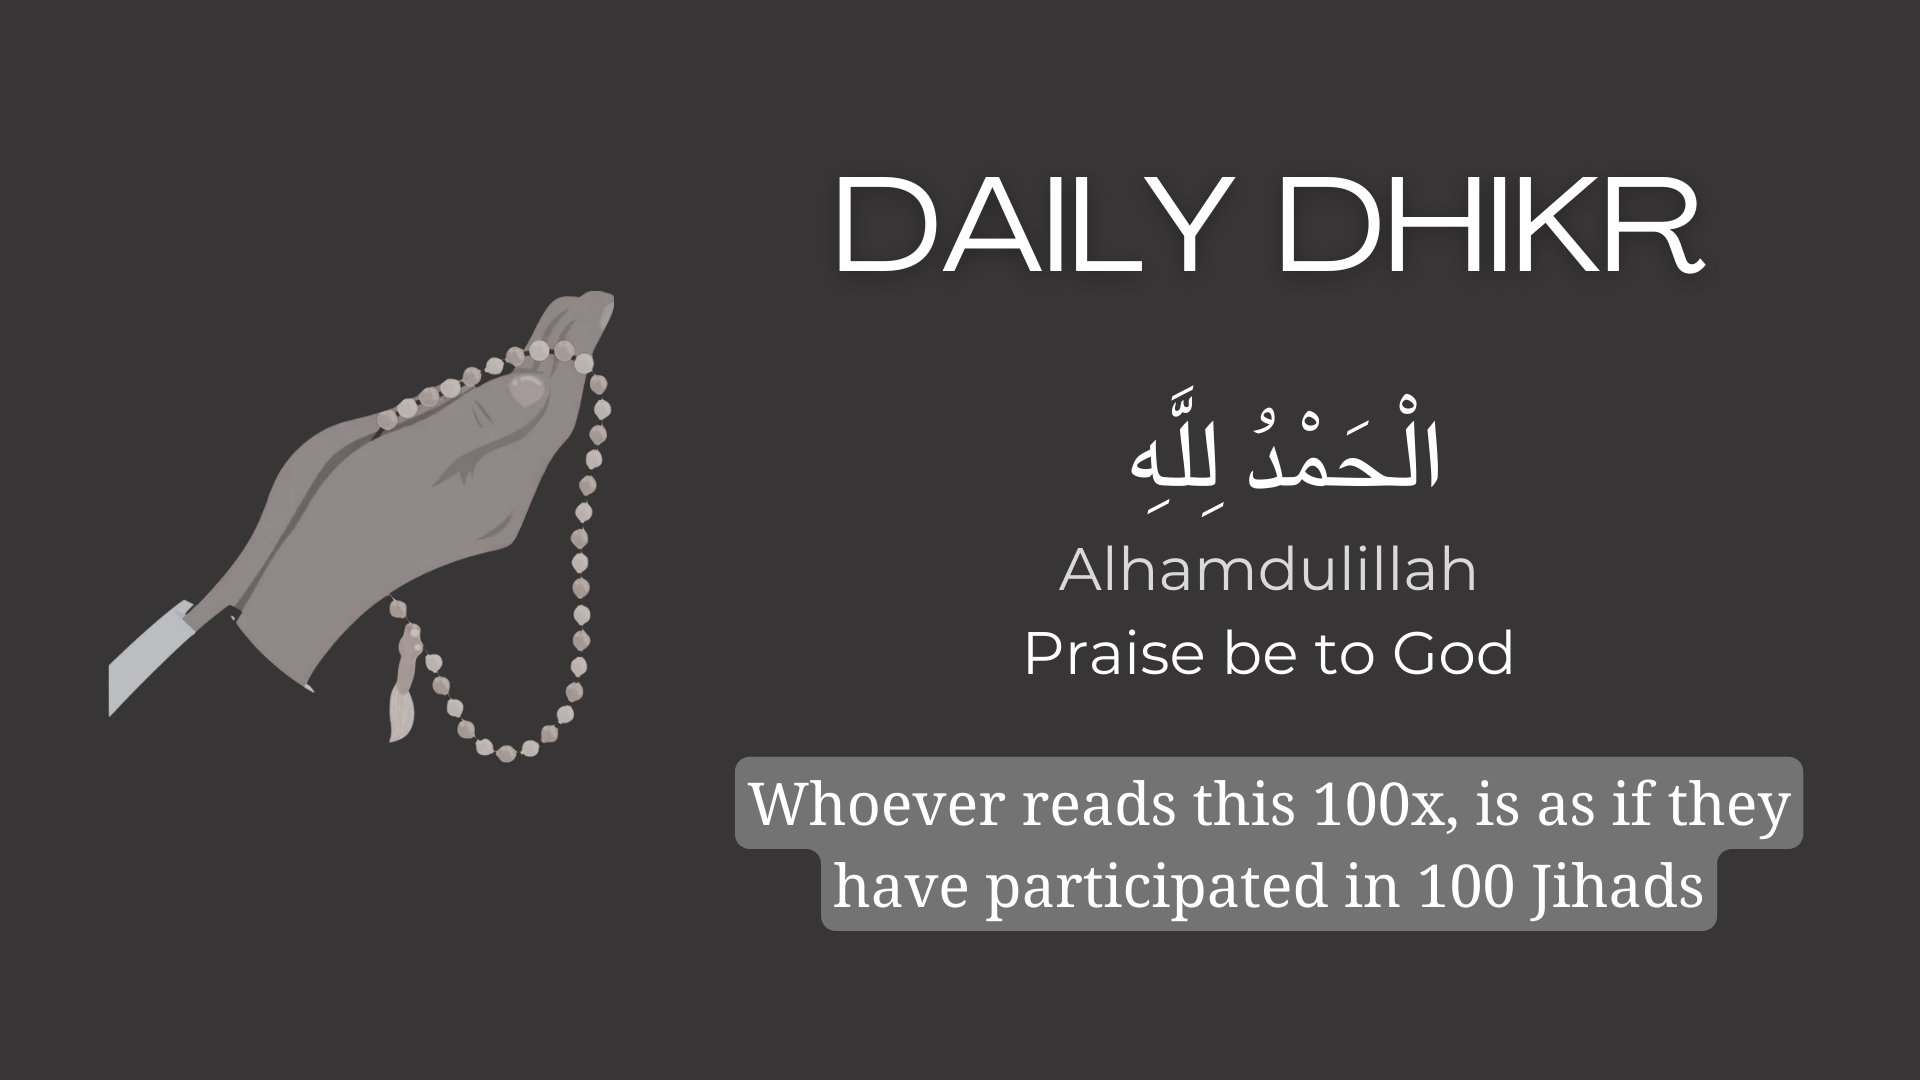 DAILY DHIKR
الْحَمْدُ لِلَّهِ
Alhamdulillah
Praise be to God
Whoever reads this 100x, is as if they
have participated in 100 Jihads